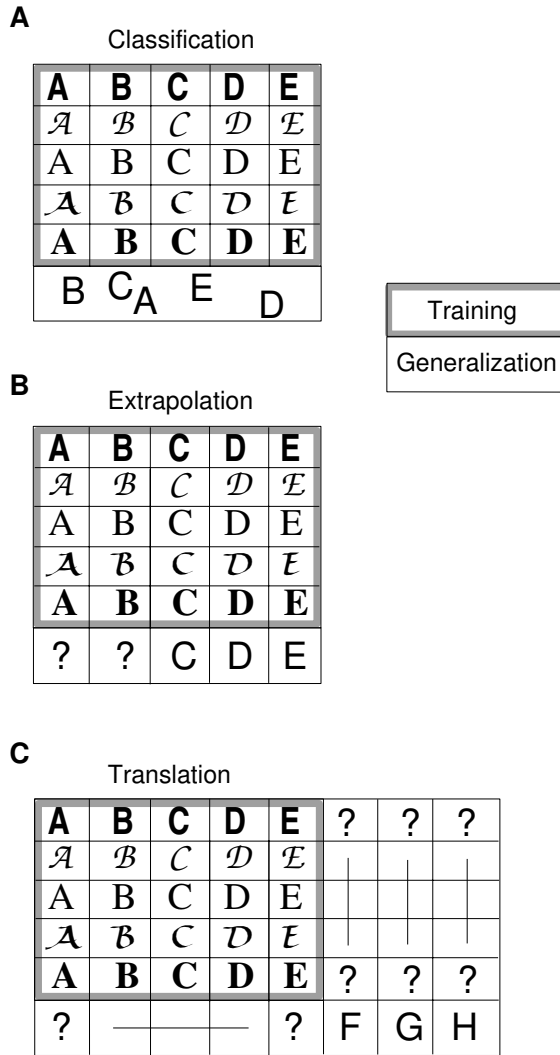 A
Classification
A B C D E
A B C D E
A B C D E
A B C D E
A B C D E
B C A E D
Training
Generalization
B
Extrapolation
A B C D E
A B C D E
A B C D E
A B C D E
A B C D E
? ? C D E
C
Translation
A B C D E ? ? ?
A B C D E
A B C D E
A B C D E
A B C D E ? ? ?
? ? F G H